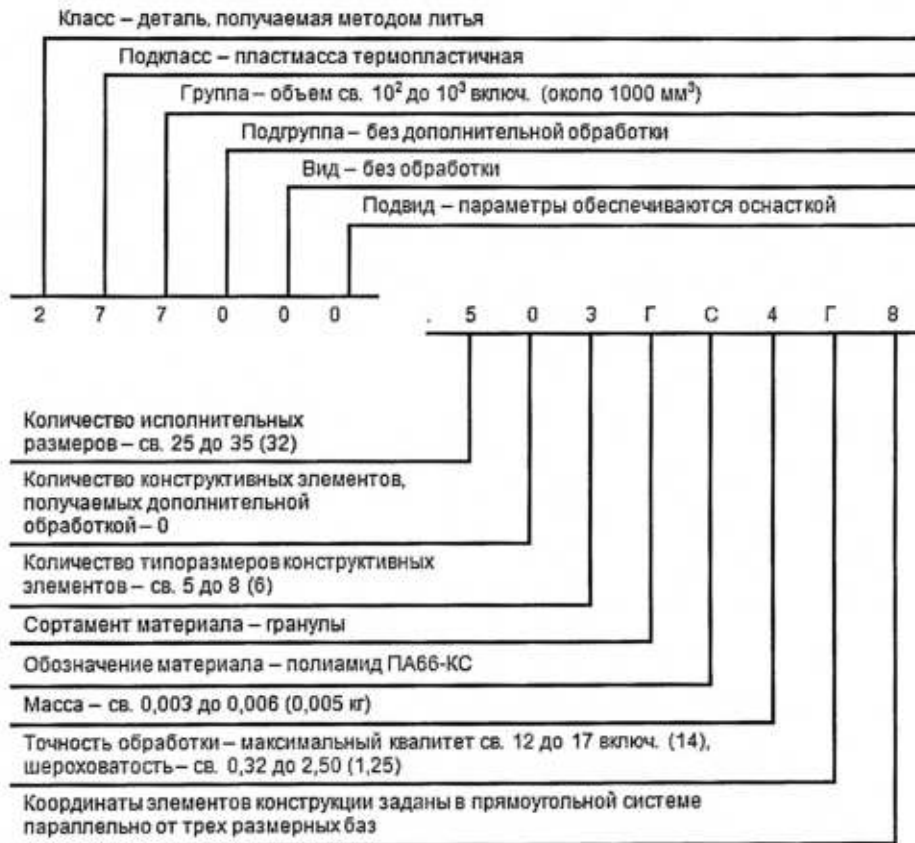 Класс – деталь, получаемая методом литья
Подкласс – пластмасса термопластичная
Группа – объем св. 10² до 10³ включ. (около 1000 мм³)
Подгруппа – без дополнительной обработки
Вид – без обработки
Подвид – параметры обеспечиваются оснасткой
2 7 7 0 0 0 . 5 0 3 Г С 4 Г 8
Количество исполнительных
размеров – св. 25 до 35 (32)
Количество конструктивных элементов,
получаемых дополнительной
обработкой – 0
Количество типоразмеров конструктивных
элементов – св. 5 до 8 (6)
Сортамент материала – гранулы
Обозначение материала – полиамид ПА66-КС
Масса – св. 0,003 до 0,006 (0,005 кг)
Точность обработки – максимальный квалитет св. 12 до 17 включ. (14),
шероховатость – св. 0,32 до 2,50 (1,25)
Координаты элементов конструкции заданы в прямоугольной системе
параллельно от трех размерных баз